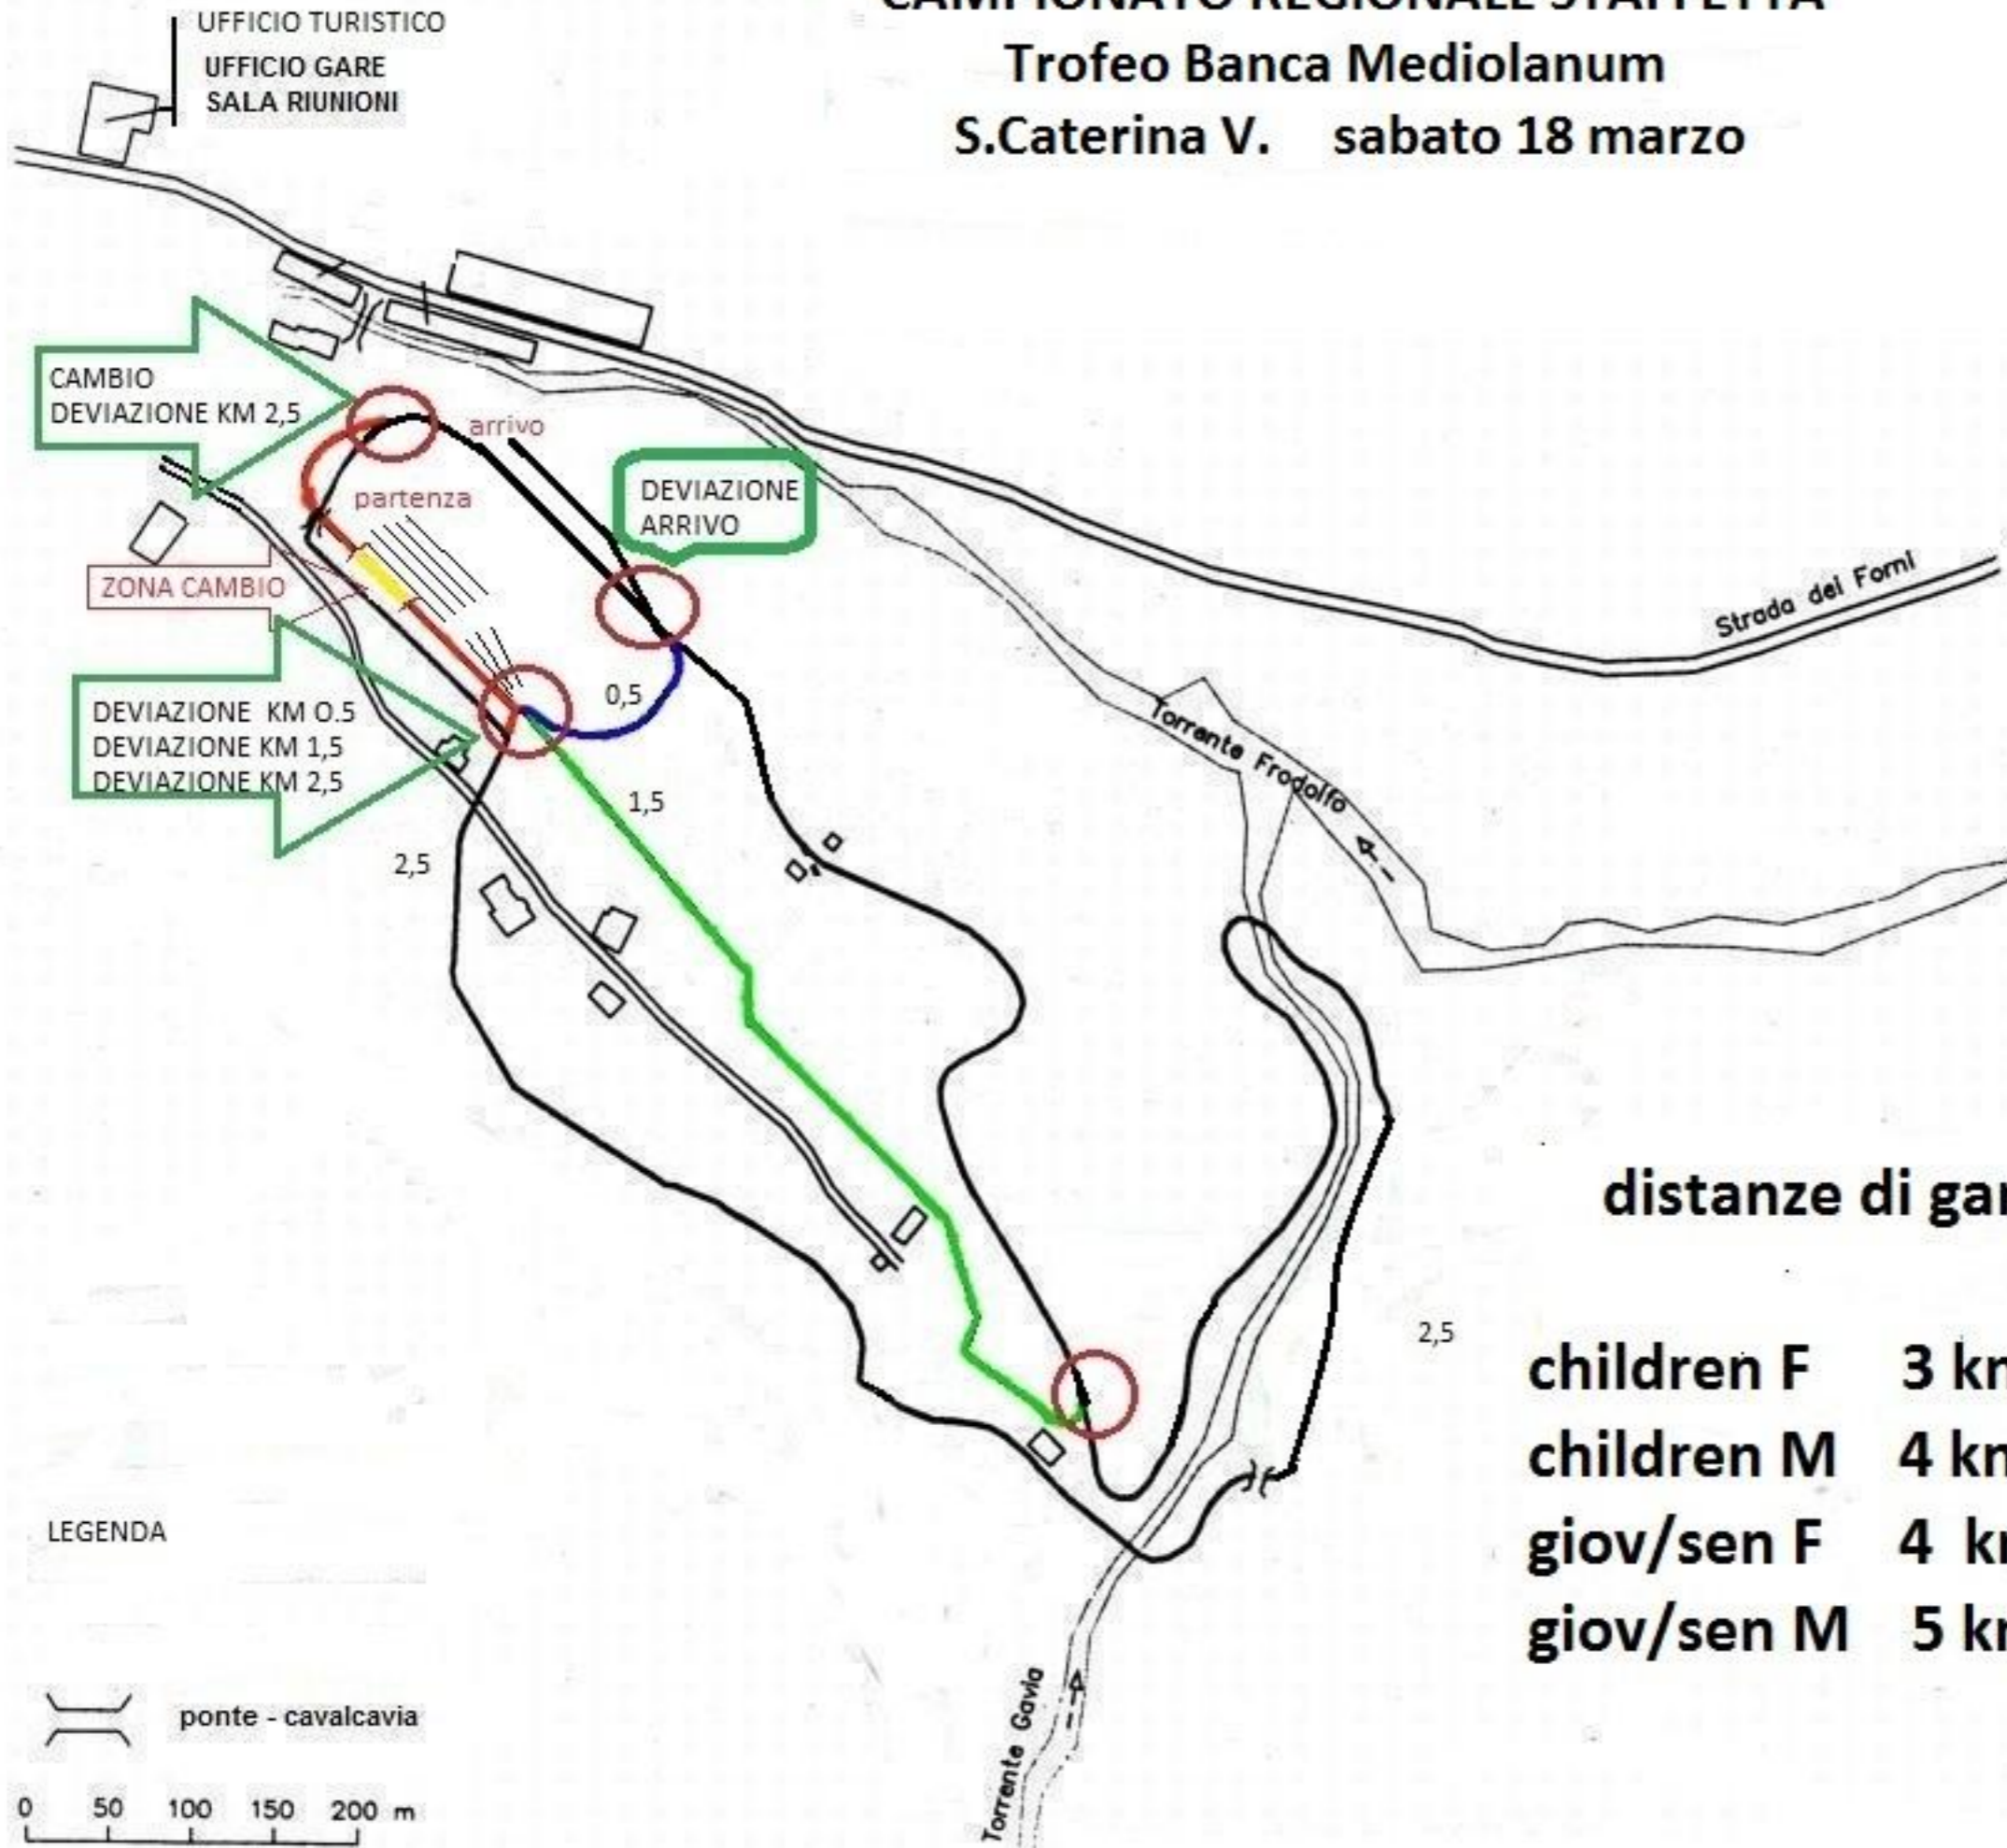 UFFICIO TURISTICO
UFFICIO GARE
SALA RIUNIONI
CAMPIONATO REGIONALE STAFFETTA
Trofeo Banca Mediolanum
S.Caterina V. sabato 18 marzo
CAMBIO
DEVIAZIONE KM 2,5
arrivo
partenza
DEVIAZIONE
ARRIVO
ZONA CAMBIO
Strada dei Forni
DEVIAZIONE KM 0.5
DEVIAZIONE KM 1,5
DEVIAZIONE KM 2,5
0,5
1,5
2,5
Torrente Frodolfo
distanze di
2,5
children F 3
children M 4
giov/sen F 4
giov/sen M 5
LEGENDA
ponte - cavalcavia
Torrente Gavia
0 50 100 150 200 m